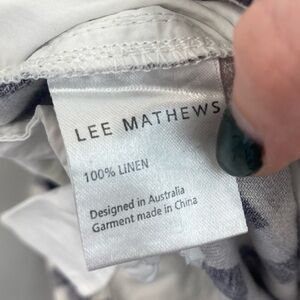 LEE MATHEWS
100% LINEN
Designed in Australia
Garment made in China